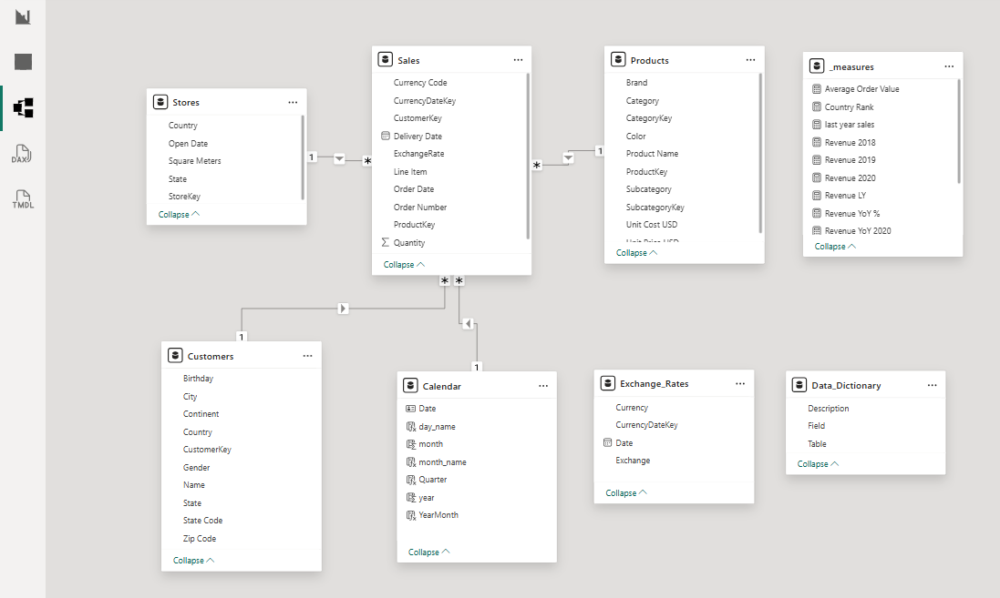 DAX
TMDL
Stores
...
Country
Open Date
Square Meters
State
StoreKey
Collapse
1
*
Sales
...
Currency Code
CurrencyDateKey
CustomerKey
Delivery Date
ExchangeRate
Line Item
Order Date
Order Number
ProductKey
Σ Quantity
Collapse
*
1
Products
...
Brand
Category
CategoryKey
Color
Product Name
ProductKey
Subcategory
SubcategoryKey
Unit Cost USD
Unit Price USD
Collapse
_measures
...
Average Order Value
Country Rank
last year sales
Revenue 2018
Revenue 2019
Revenue 2020
Revenue LY
Revenue YoY %
Revenue YoY 2020
Collapse
* *
1
Customers
...
Birthday
City
Continent
Country
CustomerKey
Gender
Name
State
State Code
Zip Code
Collapse
1
Calendar
...
Date
day_name
month
month_name
Quarter
year
YearMonth
Collapse
Exchange_Rates
...
Currency
CurrencyDateKey
Date
Exchange
Collapse
Data_Dictionary
...
Description
Field
Table
Collapse